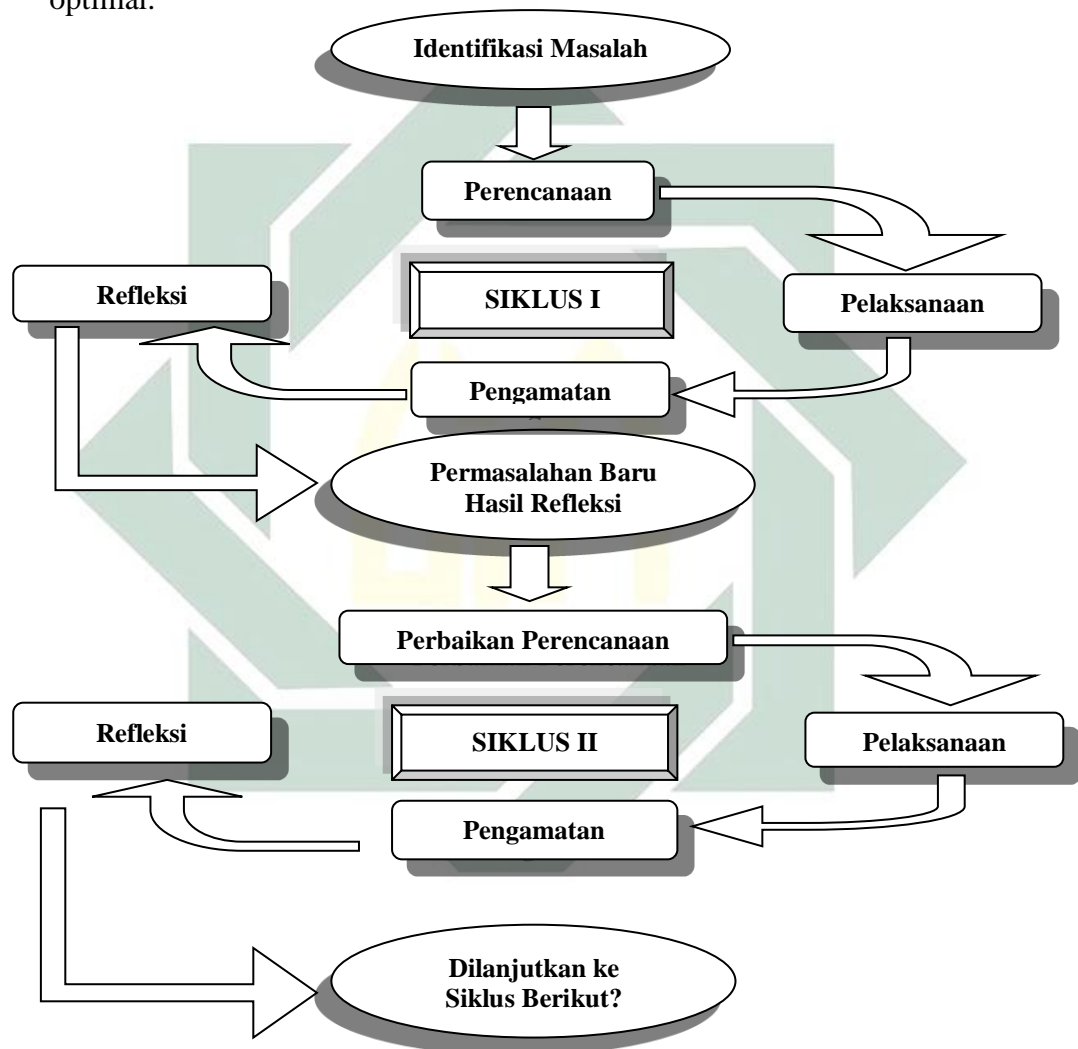 optimal.
Identifikasi Masalah
Perencanaan
Refleksi
SIKLUS I
Pelaksanaan
Pengamatan
Permasalahan Baru
Hasil Refleksi
Perbaikan Perencanaan
Refleksi
SIKLUS II
Pelaksanaan
Pengamatan
Dilanjutkan ke
Siklus Berikut?